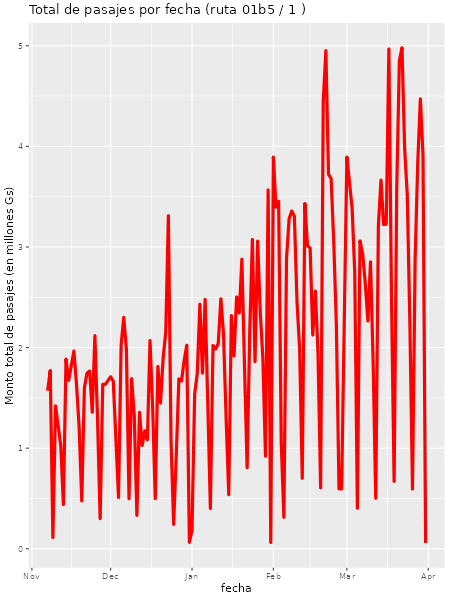 Total de pasajes por fecha (ruta 01b5 / 1 )
Monto total de pasajes (en millones Gs)
5
4
3
2
1
0
Nov Dec Jan Feb Mar Apr
fecha